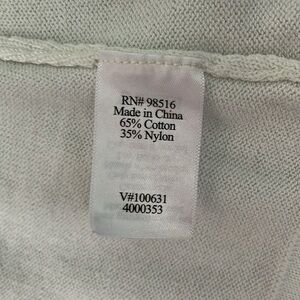 RN# 98516
Made in China
65% Cotton
35% Nylon
V#100631
4000353